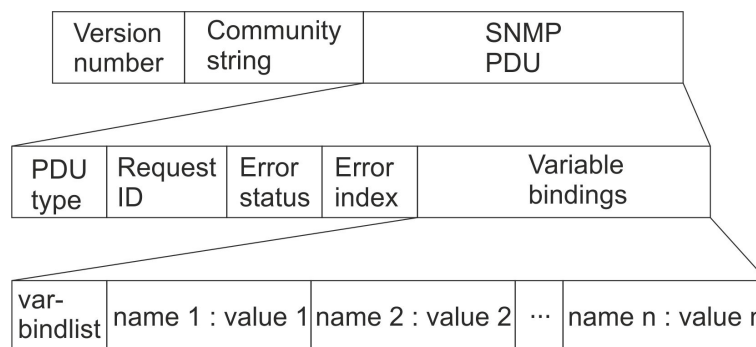 Version number
Community string
SNMP PDU
PDU type
Request ID
Error status
Error index
Variable bindings
var-bindlist
name 1 : value 1
name 2 : value 2
...
name n : value n